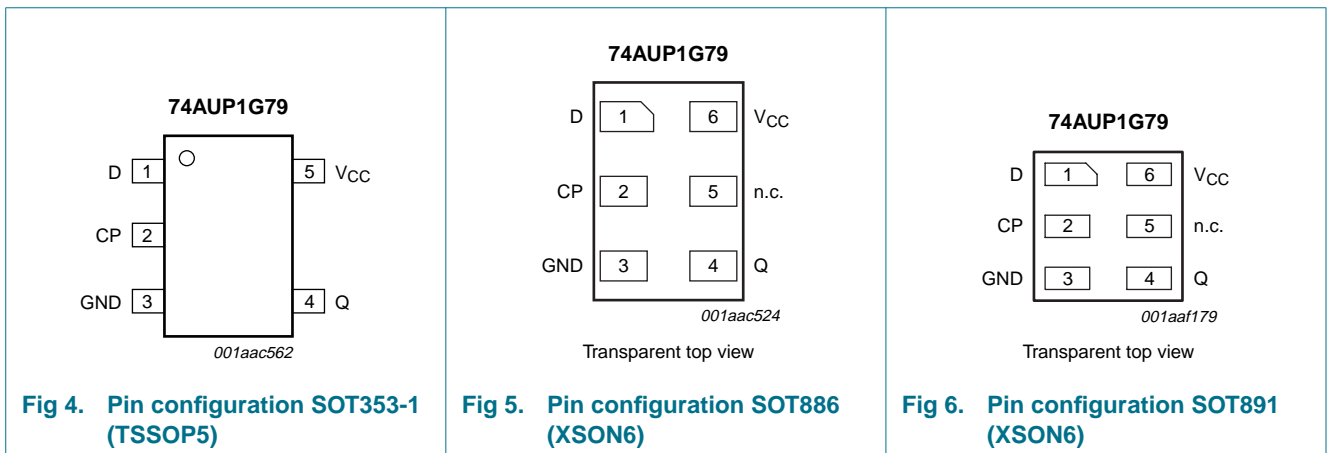 74AUP1G79
D 1
5 VCC
CP 2
GND 3
4 Q
001aac562
Fig 4. Pin configuration SOT353-1
(TSSOP5)
74AUP1G79
D 1 6 VCC
CP 2 5 n.c.
GND 3 4 Q
001aac524
Transparent top view
Fig 5. Pin configuration SOT886
(XSON6)
74AUP1G79
D 1 6 VCC
CP 2 5 n.c.
GND 3 4 Q
001aaf179
Transparent top view
Fig 6. Pin configuration SOT891
(XSON6)